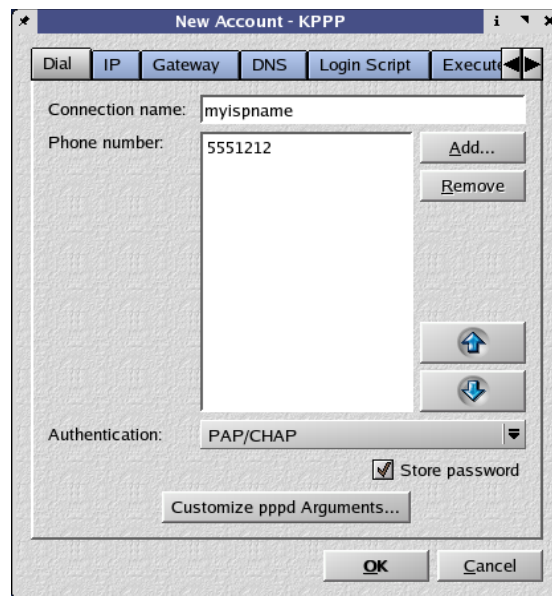 New Account - KPPP
Dial IP Gateway DNS Login Script Execute
Connection name: myispname
Phone number: 5551212
Add...
Remove
Authentication: PAP/CHAP
Store password
Customize pppd Arguments...
OK Cancel